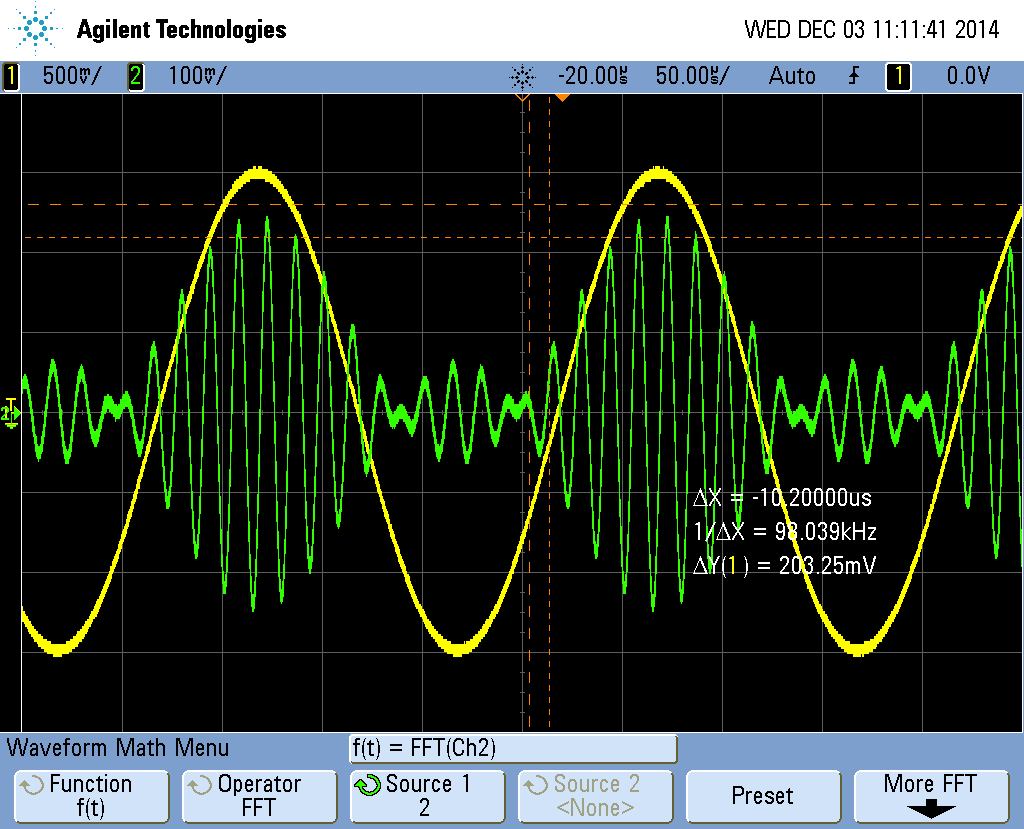 Agilent Technologies WED DEC 03 11:11:41 2014
1 500mV/ 2 100mV/ -20.00us 50.00us/ Auto 1 0.0V
T
2
ΔX = -10.20000us
1/ΔX = 98.039kHz
ΔY(1) = 203.25mV
Waveform Math Menu f(t) = FFT(Ch2)
Function Operator Source 1 Source 2 Preset More FFT
f(t) FFT 2 <None>